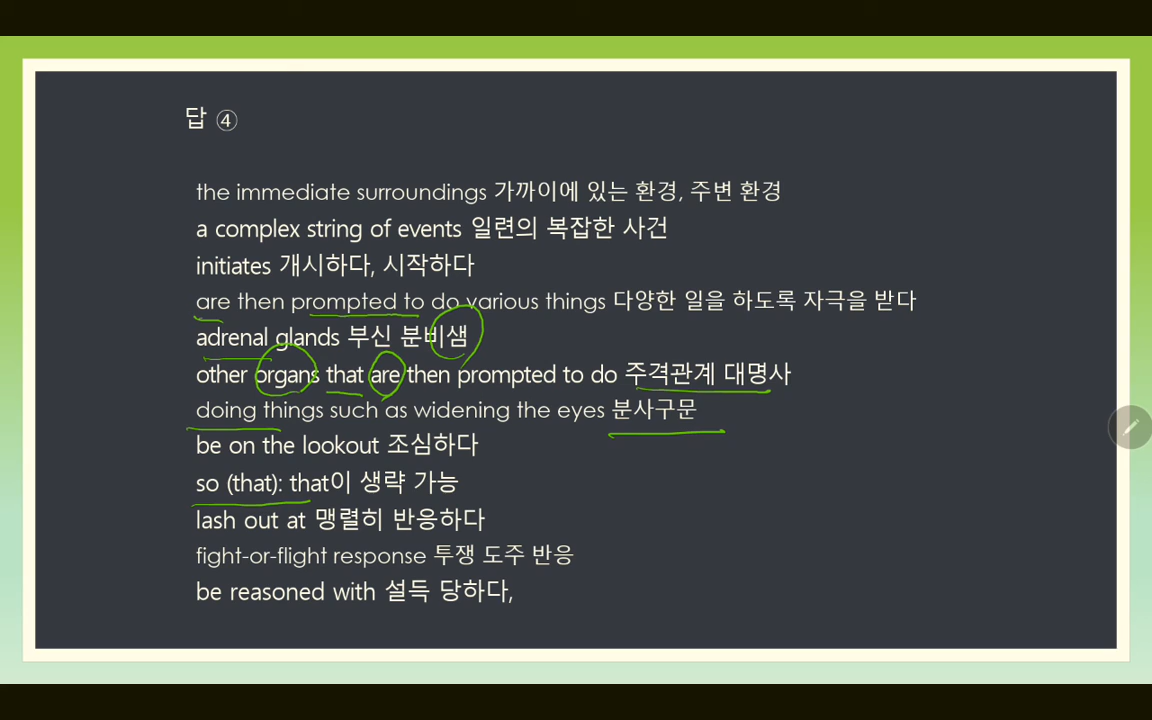 답 ④
the immediate surroundings 가까이에 있는 환경, 주변 환경
a complex string of events 일련의 복잡한 사건
initiates 개시하다, 시작하다
are then prompted to do various things 다양한 일을 하도록 자극을 받다
adrenal glands 부신 분비샘
other organs that are then prompted to do 주격관계 대명사
doing things such as widening the eyes 분사구문
be on the lookout 조심하다
so (that): that이 생략 가능
lash out at 맹렬히 반응하다
fight-or-flight response 투쟁 도주 반응
be reasoned with 설득 당하다,